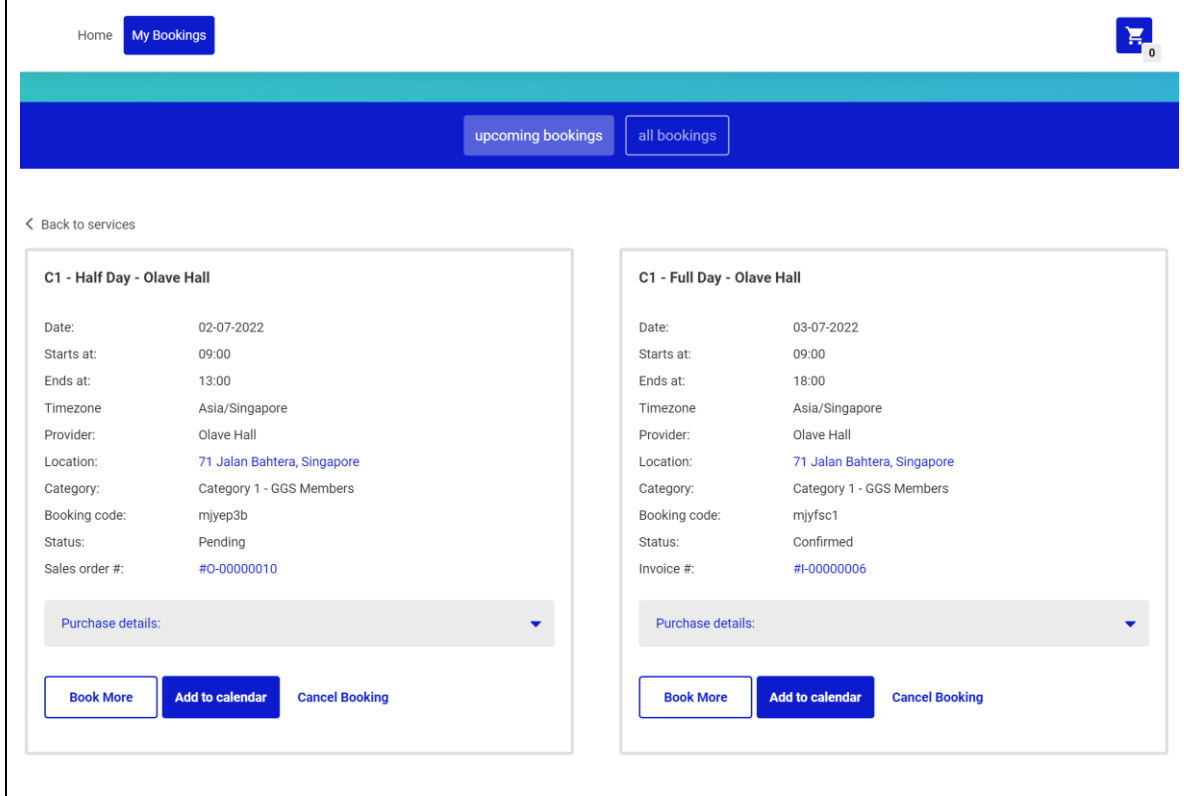 Home My Bookings
0
upcoming bookings all bookings
Back to services
C1 - Half Day - Olave Hall
Date: 02-07-2022
Starts at: 09:00
Ends at: 13:00
Timezone Asia/Singapore
Provider: Olave Hall
Location: 71 Jalan Bahtera, Singapore
Category: Category 1 - GGS Members
Booking code: mjyep3b
Status: Pending
Sales order #: #O-00000010
Purchase details:
Book More Add to calendar Cancel Booking
C1 - Full Day - Olave Hall
Date: 03-07-2022
Starts at: 09:00
Ends at: 18:00
Timezone Asia/Singapore
Provider: Olave Hall
Location: 71 Jalan Bahtera, Singapore
Category: Category 1 - GGS Members
Booking code: mjyfsc1
Status: Confirmed
Invoice #: #I-00000006
Purchase details:
Book More Add to calendar Cancel Booking